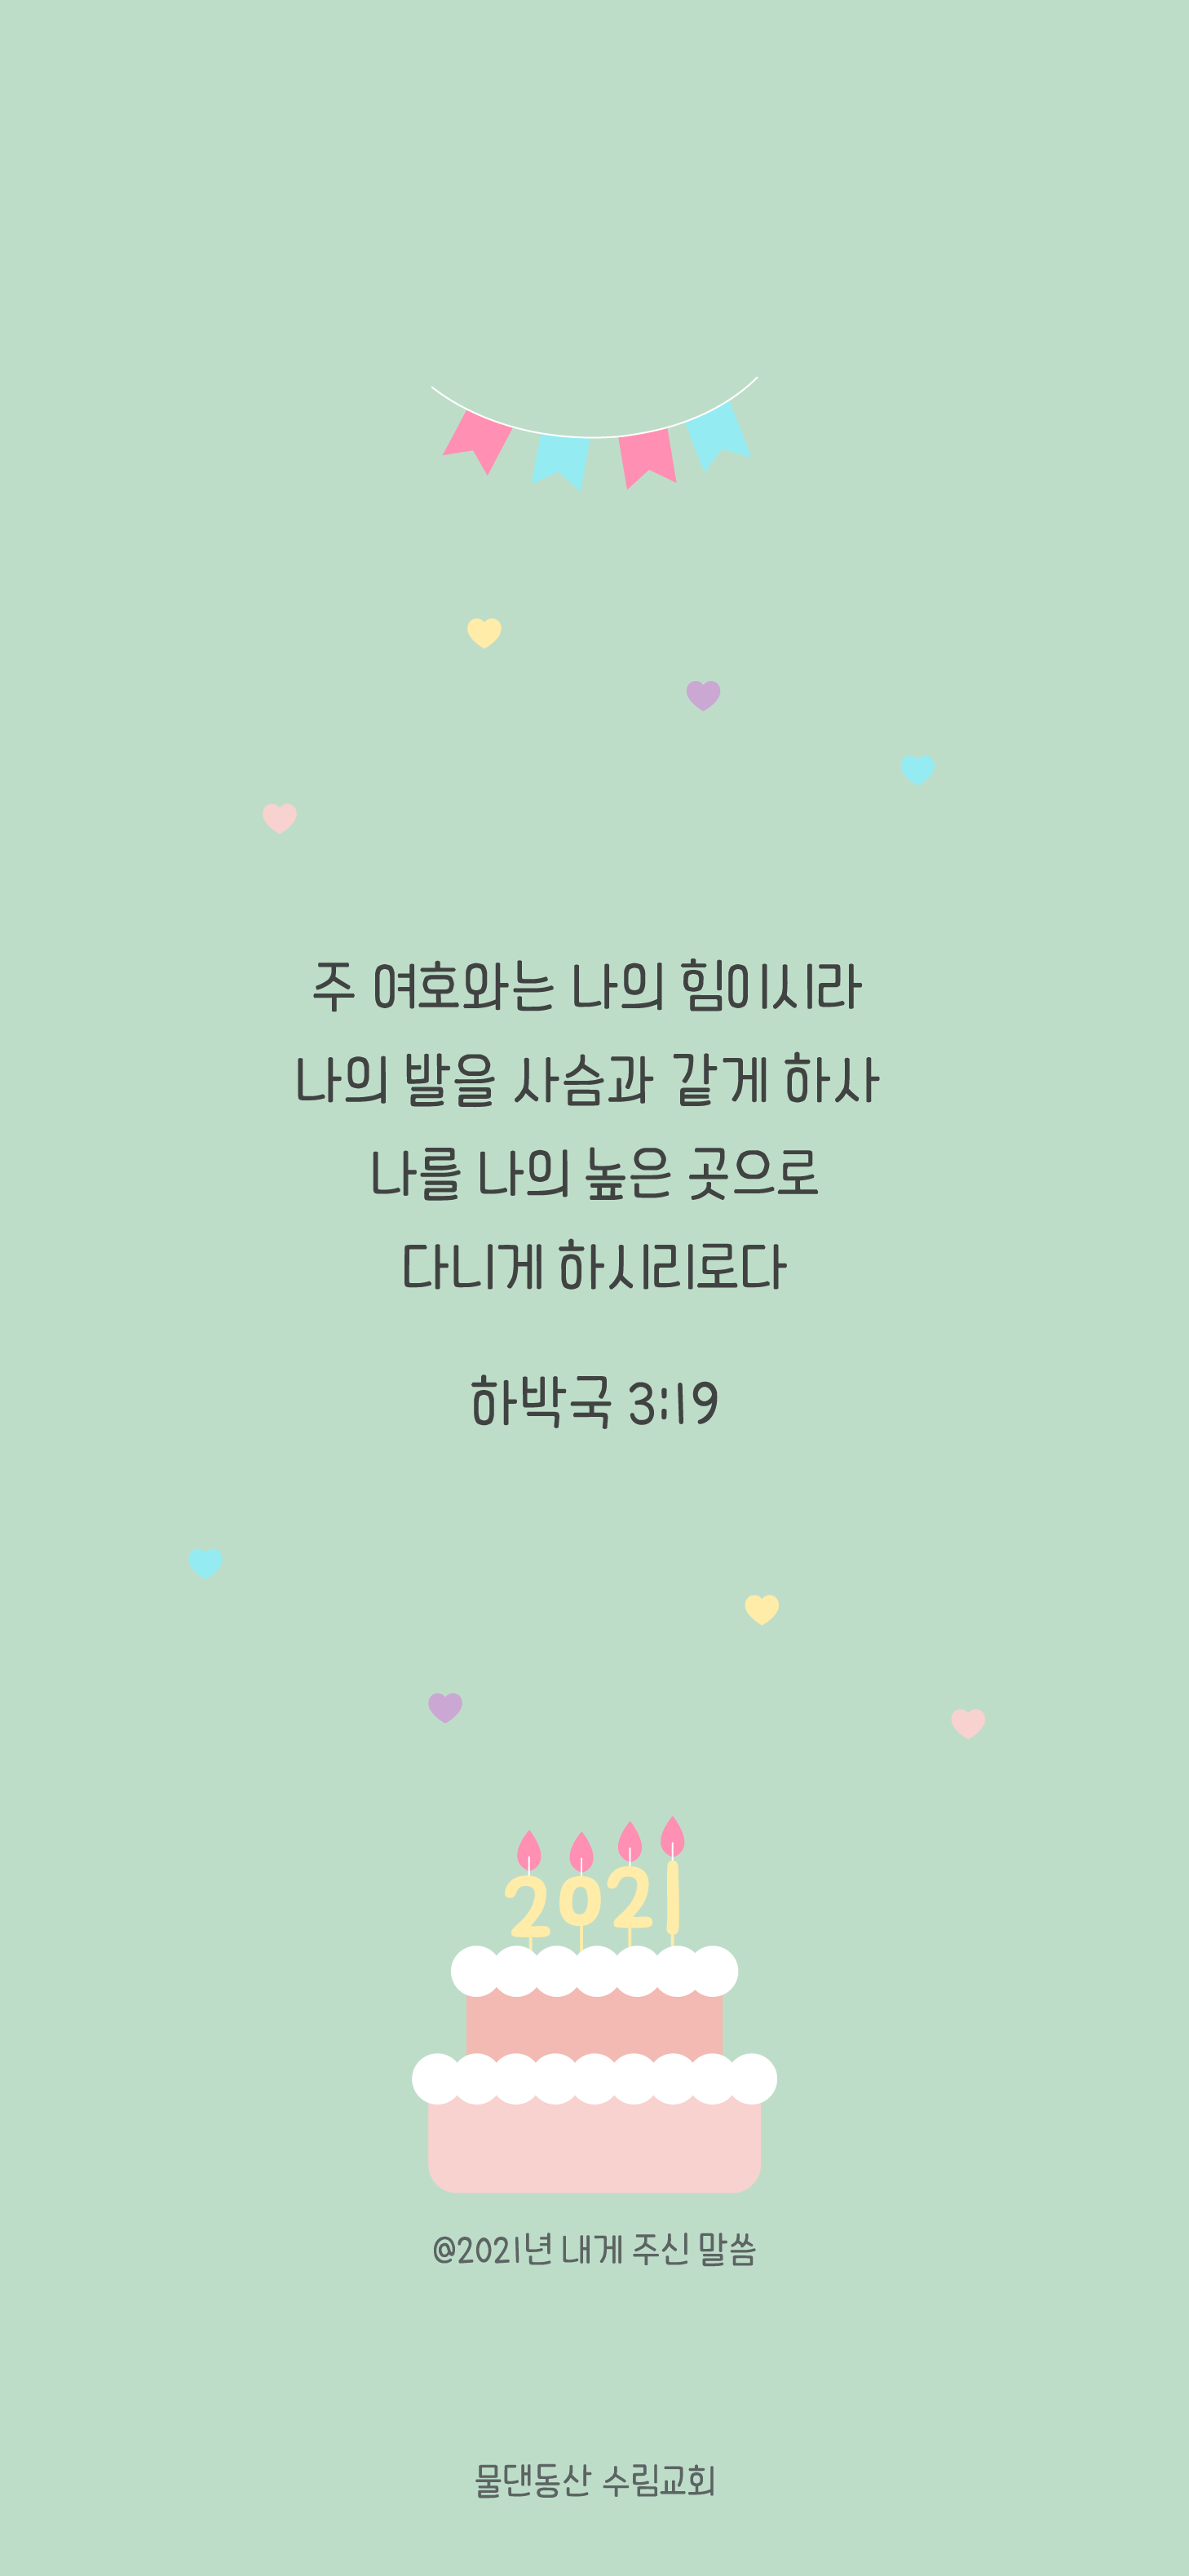 주 여호와는 나의 힘이시라
나의 발을 사슴과 같게 하사
나를 나의 높은 곳으로
다니게 하시리로다
하박국 3:19
2021
@2021년 내게 주신 말씀
물댄동산 수림교회